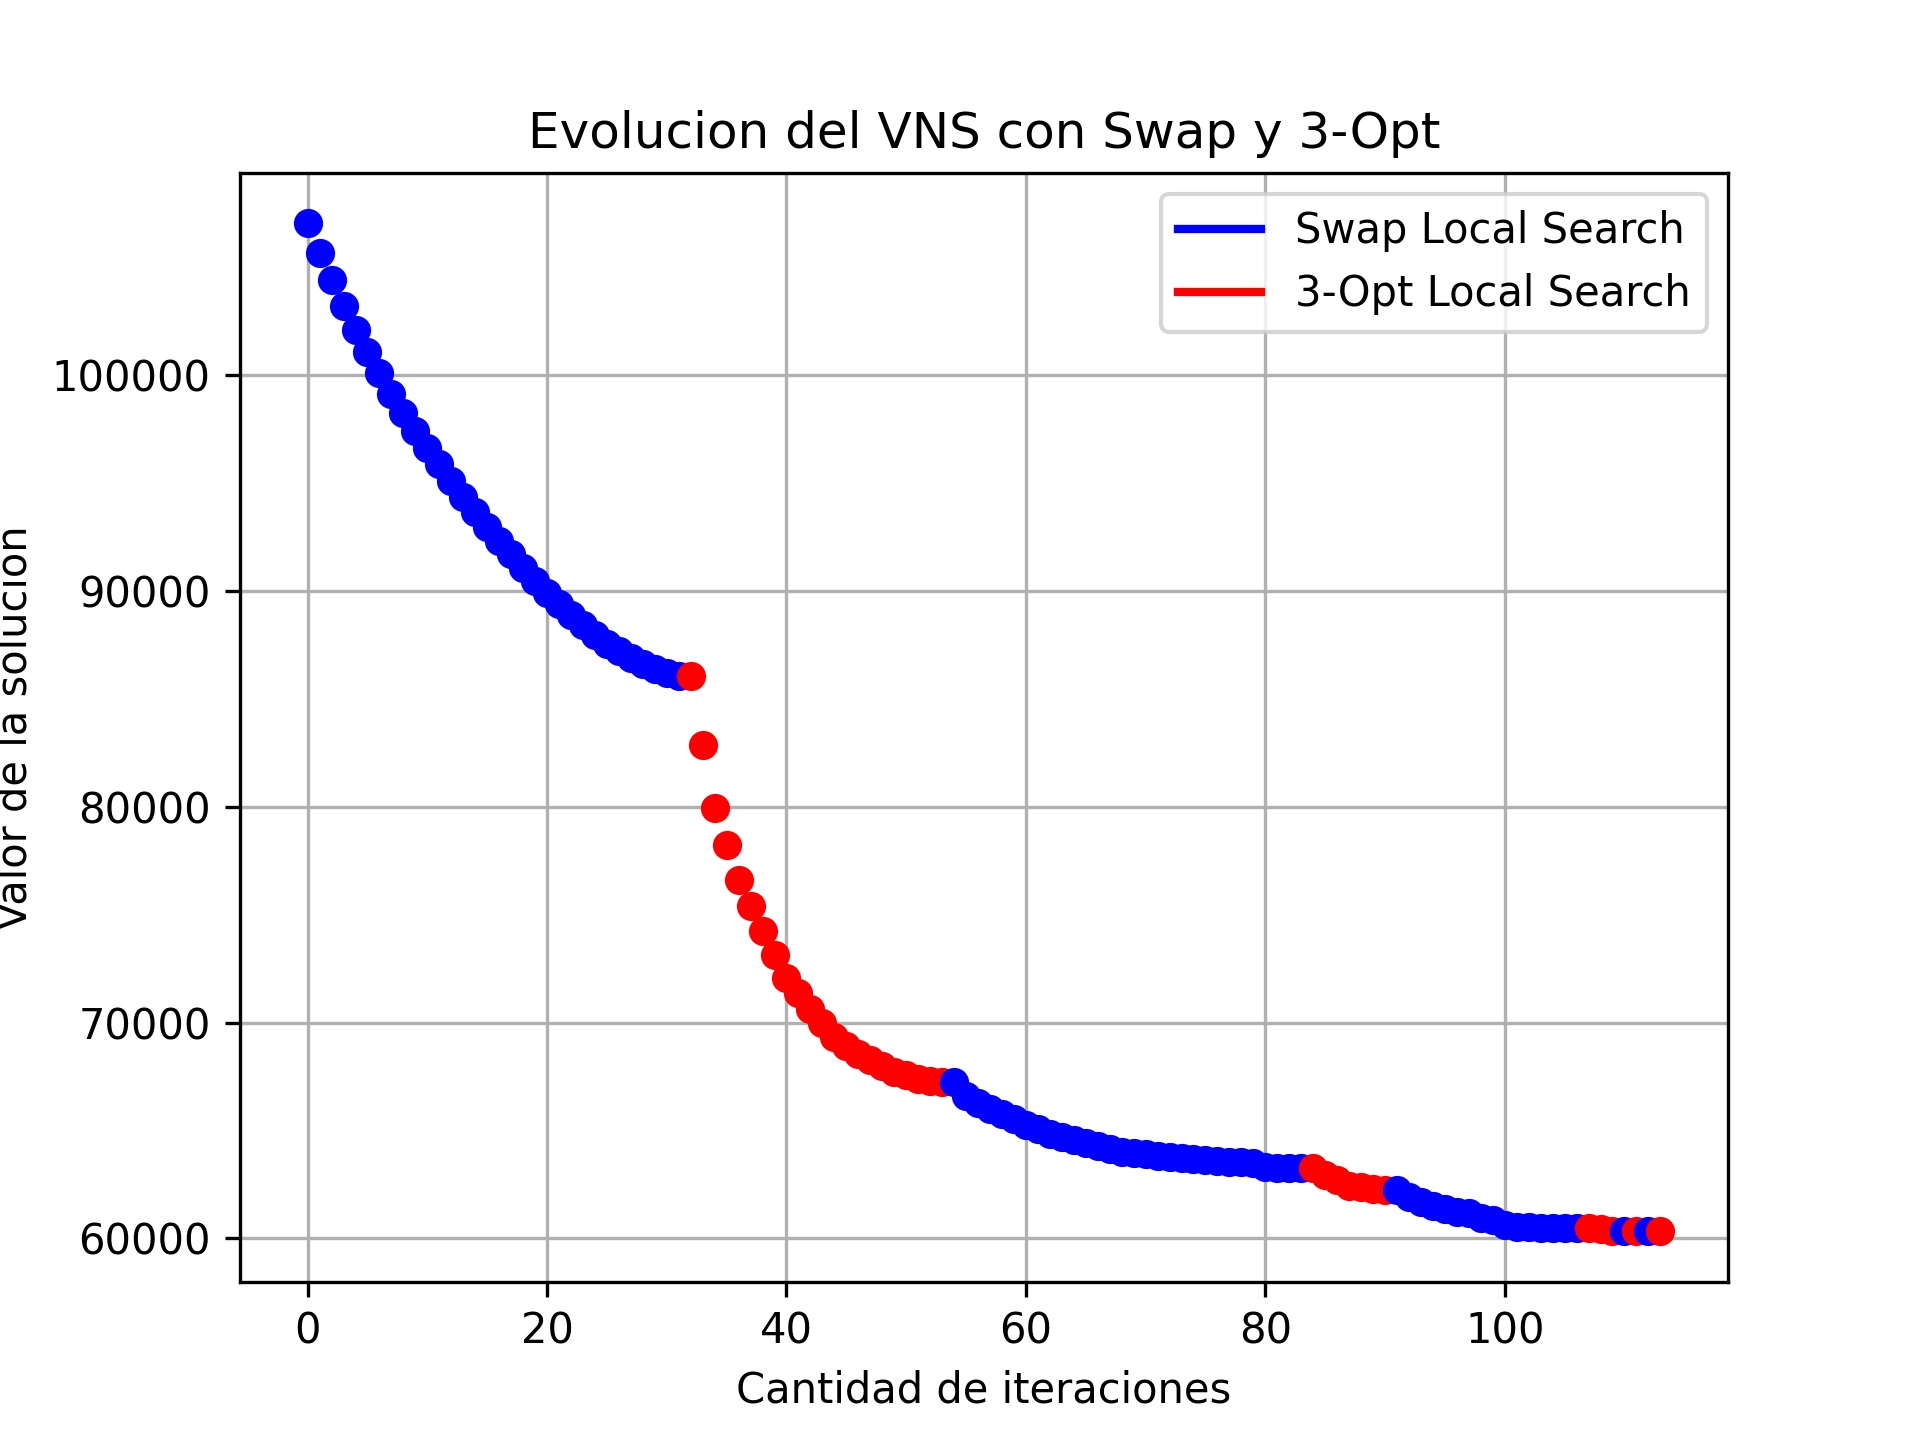 Evolucion del VNS con Swap y 3-Opt
Swap Local Search
3-Opt Local Search
Valor de la solucion
100000
90000
80000
70000
60000
0 20 40 60 80 100
Cantidad de iteraciones